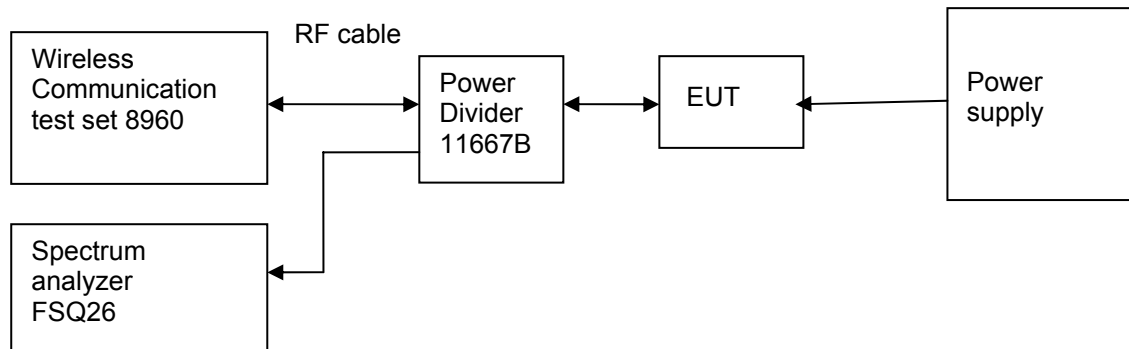 RF cable
Wireless
Communication
test set 8960
Power
Divider
11667B
EUT
Power
supply
Spectrum
analyzer
FSQ26